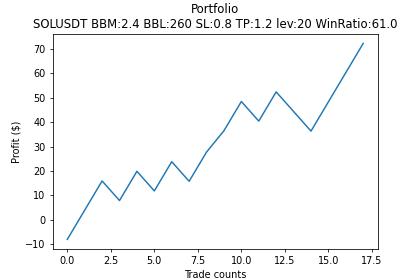 Portfolio
SOLUSDT BBM:2.4 BBL:260 SL:0.8 TP:1.2 lev:20 WinRatio:61.0
70
60
50
40
30
20
10
0
−10
Profit ($)
0.0 2.5 5.0 7.5 10.0 12.5 15.0 17.5
Trade counts